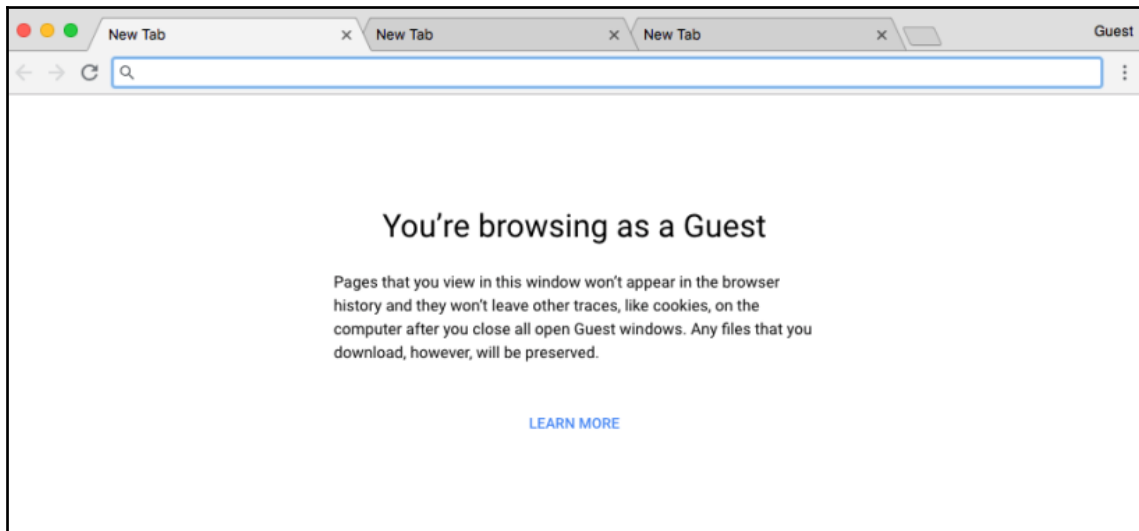 New Tab
New Tab
New Tab
Guest
You're browsing as a Guest
Pages that you view in this window won't appear in the browser
history and they won't leave other traces, like cookies, on the
computer after you close all open Guest windows. Any files that you
download, however, will be preserved.
LEARN MORE